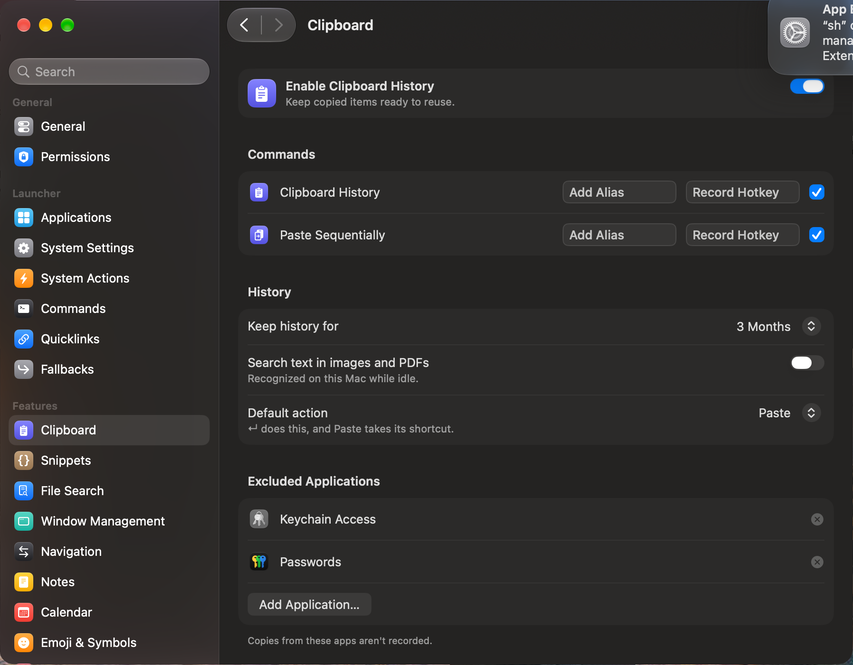 Clipboard
App
"sh"
mana
Exten
Search
General
General
Permissions
Launcher
Applications
System Settings
System Actions
Commands
Quicklinks
Fallbacks
Features
Clipboard
Snippets
File Search
Window Management
Navigation
Notes
Calendar
Emoji & Symbols
Enable Clipboard History
Keep copied items ready to reuse.
Commands
Clipboard History Add Alias Record Hotkey
Paste Sequentially Add Alias Record Hotkey
History
Keep history for 3 Months
Search text in images and PDFs
Recognized on this Mac while idle.
Default action Paste
↵ does this, and Paste takes its shortcut.
Excluded Applications
Keychain Access
Passwords
Add Application...
Copies from these apps aren't recorded.